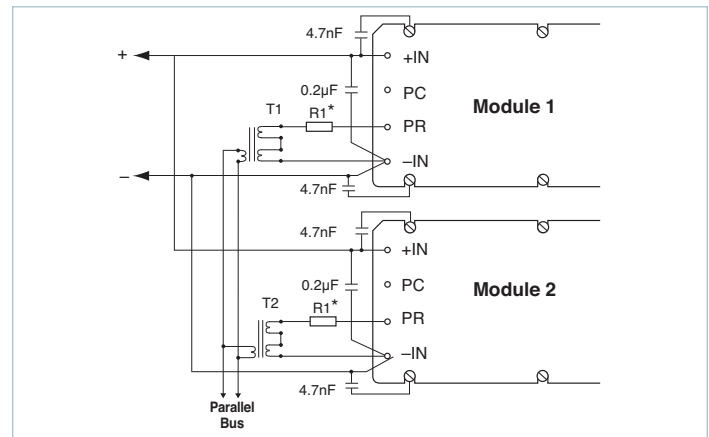 4.7nF
+
+IN
0.2µF
PC
Module 1
T1
R1*
PR
–IN
–
4.7nF
4.7nF
+IN
0.2µF
PC
Module 2
T2
R1*
PR
–IN
4.7nF
Parallel
Bus